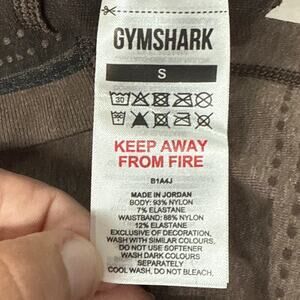 GYMSHARK
S
30
KEEP AWAY
FROM FIRE
B1A4J
MADE IN JORDAN
BODY: 93% NYLON
7% ELASTANE
WAISTBAND: 88% NYLON
12% ELASTANE
EXCLUSIVE OF DECORATION.
WASH WITH SIMILAR COLOURS,
DO NOT USE SOFTENER
WASH DARK COLOURS
SEPARATELY
COOL WASH, DO NOT BLEACH,